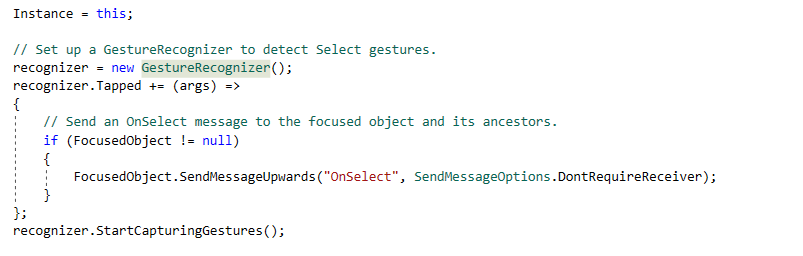 Instance = this;
// Set up a GestureRecognizer to detect Select gestures.
recognizer = new GestureRecognizer();
recognizer.Tapped += (args) =>
{
// Send an OnSelect message to the focused object and its ancestors.
if (FocusedObject != null)
{
FocusedObject.SendMessageUpwards("OnSelect", SendMessageOptions.DontRequireReceiver);
}
};
recognizer.StartCapturingGestures();